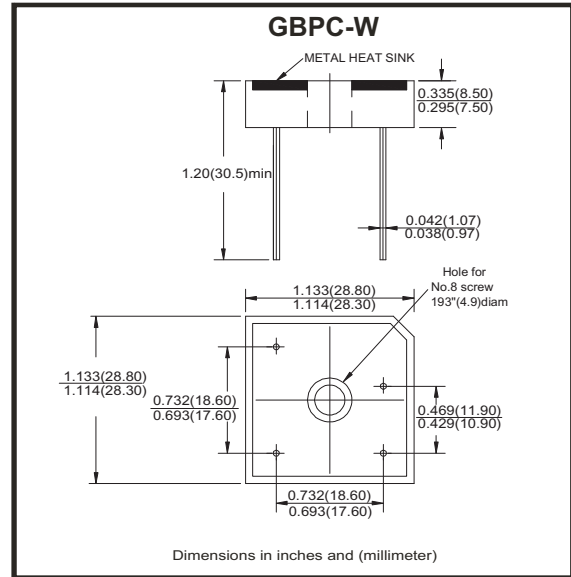 GBPC-W
METAL HEAT SINK
0.335(8.50)
0.295(7.50)
1.20(30.5)min
0.042(1.07)
0.038(0.97)
Hole for
No.8 screw
193"(4.9)diam
1.133(28.80)
1.114(28.30)
1.133(28.80)
1.114(28.30)
0.732(18.60)
0.693(17.60)
0.469(11.90)
0.429(10.90)
0.732(18.60)
0.693(17.60)
Dimensions in inches and (millimeter)